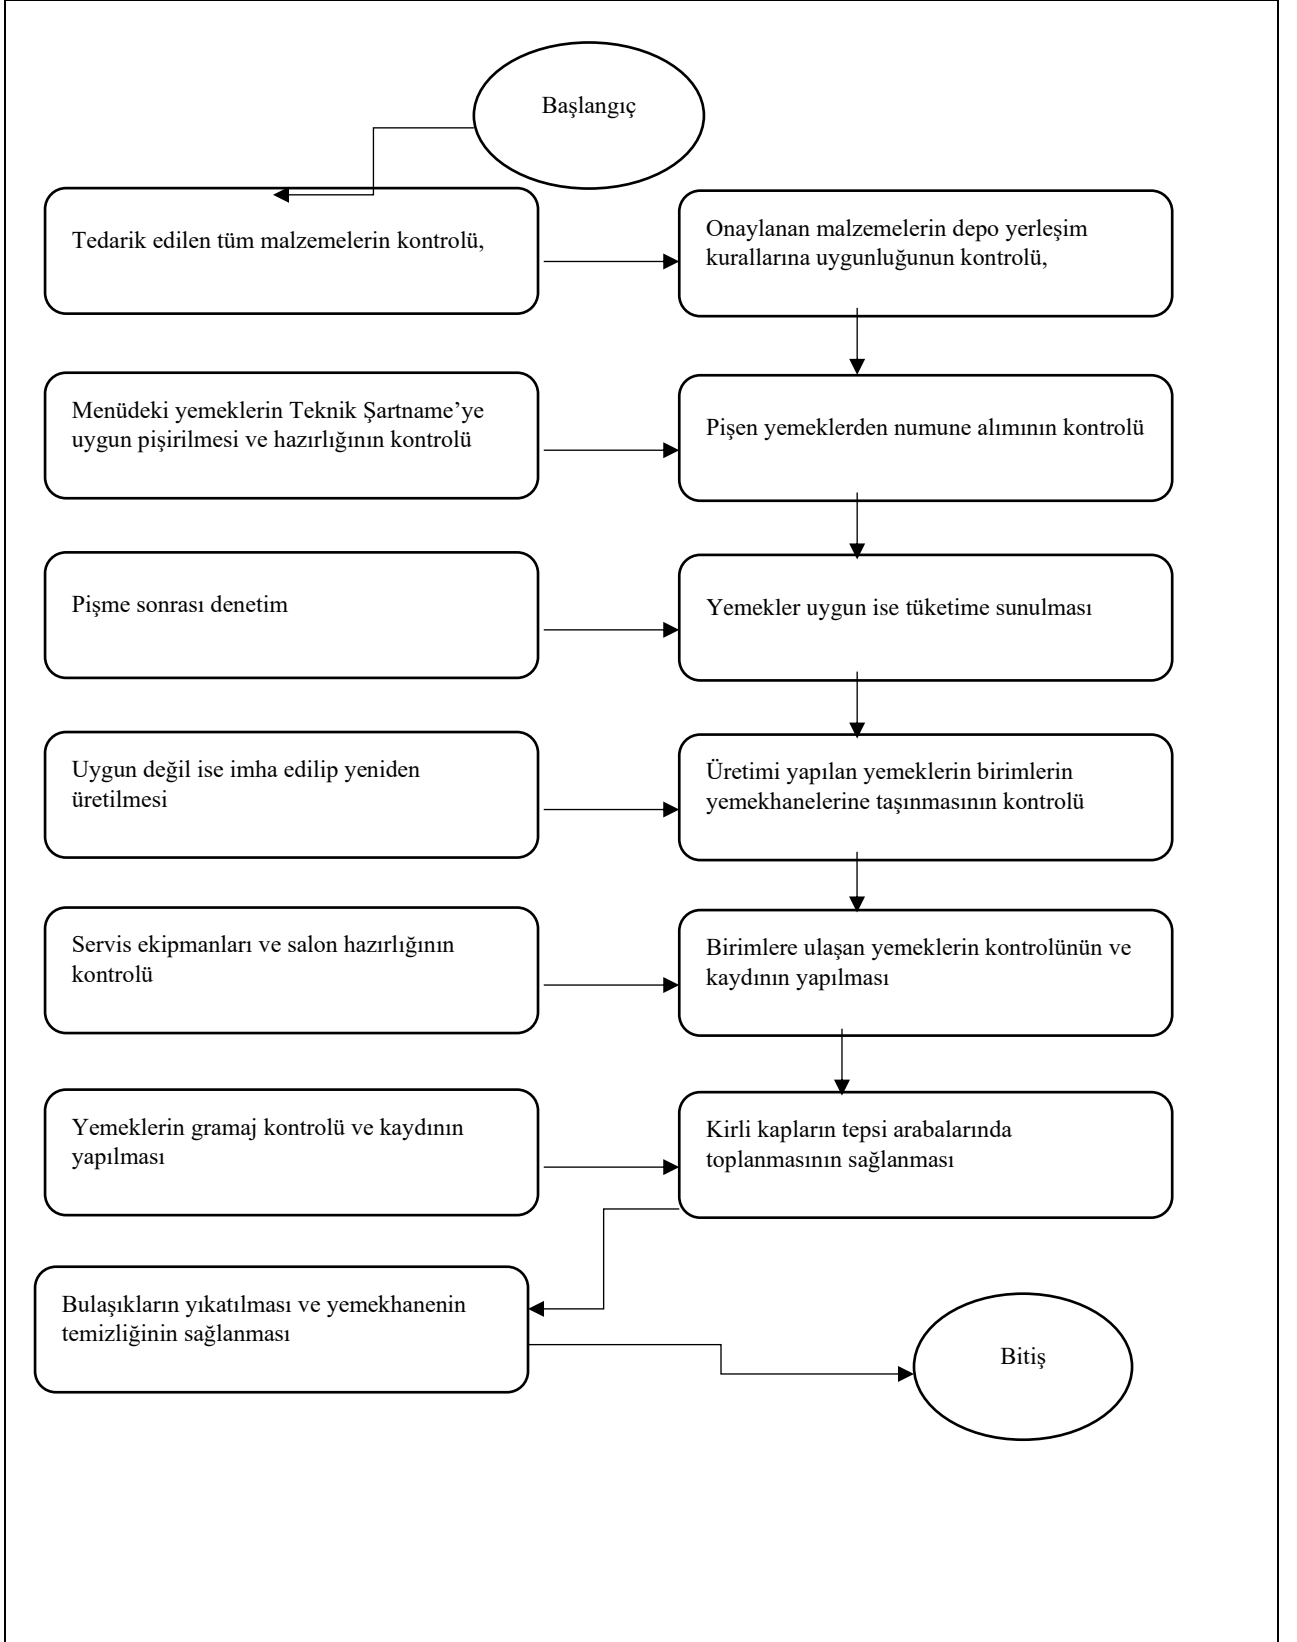 Başlangıç
Tedarik edilen tüm malzemelerin kontrolü,
Onaylanan malzemelerin depo yerleşim
kurallarına uygunluğunun kontrolü,
Menüdeki yemeklerin Teknik Şartname’ye
uygun pişirilmesi ve hazırlığının kontrolü
Pişen yemeklerden numune alımının kontrolü
Pişme sonrası denetim
Yemekler uygun ise tüketime sunulması
Uygun değil ise imha edilip yeniden
üretilmesi
Üretimi yapılan yemeklerin birimlerin
yemekhanelerine taşınmasının kontrolü
Servis ekipmanları ve salon hazırlığının
kontrolü
Birimlere ulaşan yemeklerin kontrolünün ve
kaydının yapılması
Yemeklerin gramaj kontrolü ve kaydının
yapılması
Kirli kapların tepsi arabalarında
toplanmasının sağlanması
Bulaşıkların yıkatılması ve yemekhanenin
temizliğinin sağlanması
Bitiş